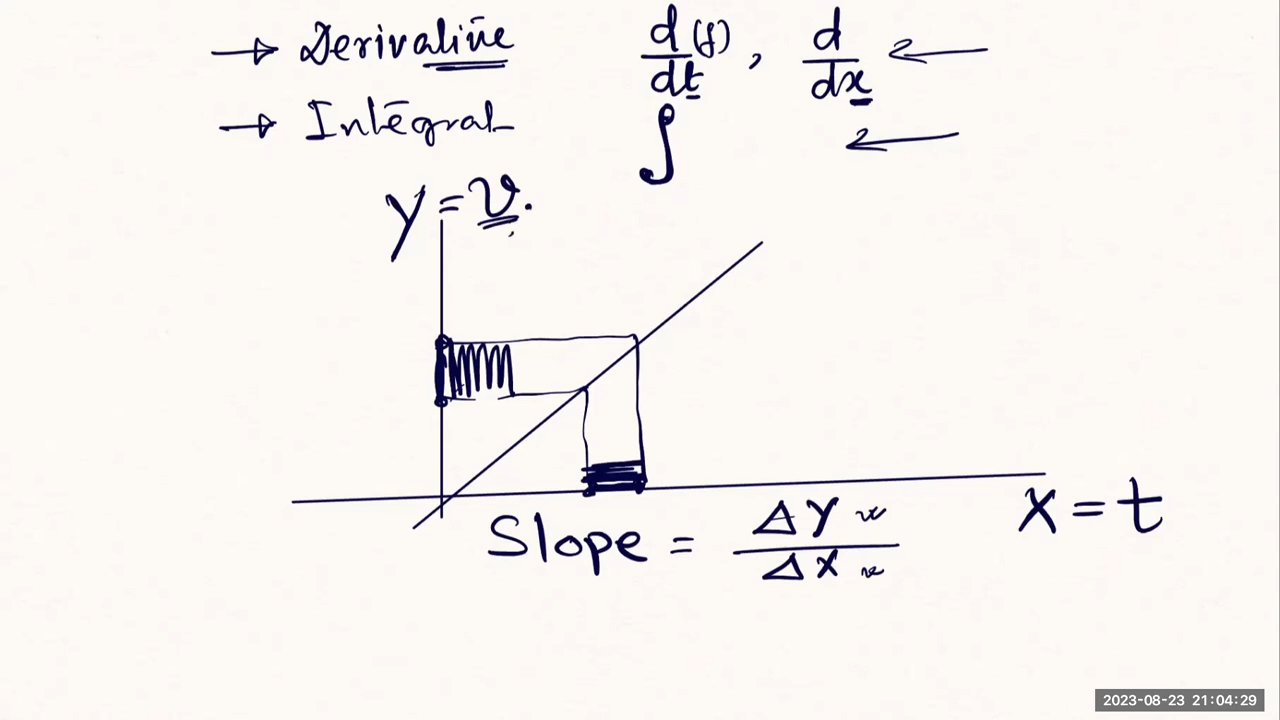 → Derivative d/dt (f) , d/dx ←
→ Integral ∫ ←
y = v.
Slope = Δy / Δx
x = t
2023-08-23 21:04:29